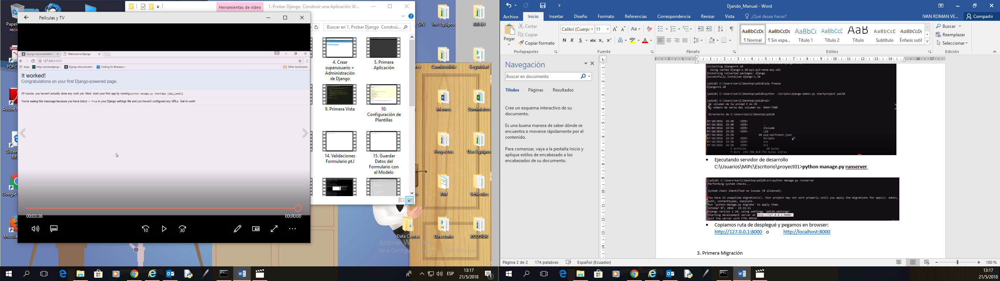 Herramientas de vídeo
1. Probar Django  Construir una Aplicación W...
Películas y TV
Buscar en 1. Probar Django  Construi...
Django documentation
Welcome to Django
127.0.0.1:8000
Apps
http://probardjango
Django documentati
Coding for Entrepren
Other bookmarks
It worked!
Congratulations on your first Django-powered page.
Of course, you haven't actually done any work yet. Next, start your first app by running python manage.py startapp [app_label].
You're seeing this message because you have DEBUG = True in your Django settings file and you haven't configured any URLs. Get to work!
00:03:36
00:00:00
10
30
4. Crear
superusuario +
Administración
de Django
5. Primera
Aplicación
9. Primera Vista
10.
Configuración de
Plantillas
14. Validaciones
Formulario pt.I
15. Guardar
Datos del
Formulario con
el Modelo
Papele
reci
PDFC
Adobe
Sistem
RR
Google
Mozilla
_SIN
Inv Equipos
RRHH
res
Combustible
Seguridad
Memos
Suministros
Proyectos
Uso Equipos
es
RM
Vehículos
Data Center
Directorio
RODTIUR
Activar Windows
Ve a Configuración para activar Windows.
ESP
13:17
21/5/2018
1
Djando_Manual - Word
Archivo
Inicio
Insertar
Diseño
Formato
Referencias
Correspondencia
Revisar
Vista
¿Qué desea hacer?
IVAN ROMAN VE...
Compartir
Pegar
Cortar
Copiar
Copiar formato
Portapapeles
Calibri (Cuerpo
11
N K S abc x₂ x²
Fuente
Párrafo
AaBbCcDc
¶ Normal
AaBbCcDc
¶ Sin espa...
AaBbCc
Título 1
AaBbCcE
Título 2
AaB
Título
AaBbCcD
Subtítulo
AaBbCcDc
Énfasis sutil
Estilos
Buscar
Reemplazar
Seleccionar
Edición
Navegación
Buscar en documento
Títulos
Páginas
Resultados
Cree un esquema interactivo de su
documento.
Es una buena manera de saber dónde se
encuentra o moverse rápidamente por el
contenido.
Para comenzar, vaya a la pestaña Inicio y
aplique estilos de encabezado a los
encabezados de su documento.
Collecting django==1.10
Using cached Django-1.10-py2.py3-none-any.whl
Installing collected packages: django
Successfully installed django-1.10
(pd110) C:\Users\karli\Desktop\pd110>pip freeze
Django==1.10
(pd110) C:\Users\karli\Desktop\pd110>python .\Scripts\django-admin.py startproject pd110
(pd110) C:\Users\karli\Desktop\pd110>dir
El volumen de la unidad C es OS
El número de serie del volumen es: 8464-7300
Directorio de C:\Users\karli\Desktop\pd110
07/10/2016  15:30    <DIR>          .
07/10/2016  15:30    <DIR>          ..
05/09/2016  19:56    <DIR>          Include
07/10/2016  15:28    <DIR>          Lib
07/10/2016  15:28                60 pip-selfcheck.json
07/10/2016  15:29    <DIR>          Scripts
07/10/2016  15:30    <DIR>          src
07/10/2016  15:28    <DIR>          tcl
1 archivos             60 bytes
7 dirs  239.700.810.752 bytes libres
• Ejecutando servidor de desarrollo
C:\Usuarios\MiPc\Escritorio\proyect01>python manage.py runserver
(pd110) C:\Users\karli\Desktop\pd110\src>python manage.py runserver
Performing system checks...
System check identified no issues (0 silenced).
You have 13 unapplied migration(s). Your project may not work properly until you apply the migrations for app(s): admin,
auth, contenttypes, sessions.
Run 'python manage.py migrate' to apply them.
October 07, 2016 - 15:31:11
Django version 1.10, using settings 'pd110.settings'
Starting development server at http://127.0.0.1:8000/
Quit the server with CTRL-BREAK.
• Copiamos ruta de desplegué y pegamos en browser:
http://127.0.0.1:8000 o http://localhost:8000
3. Primera Migración
Página 2 de 2
174 palabras
Español (Ecuador)
100 %
13:17
21/5/2018